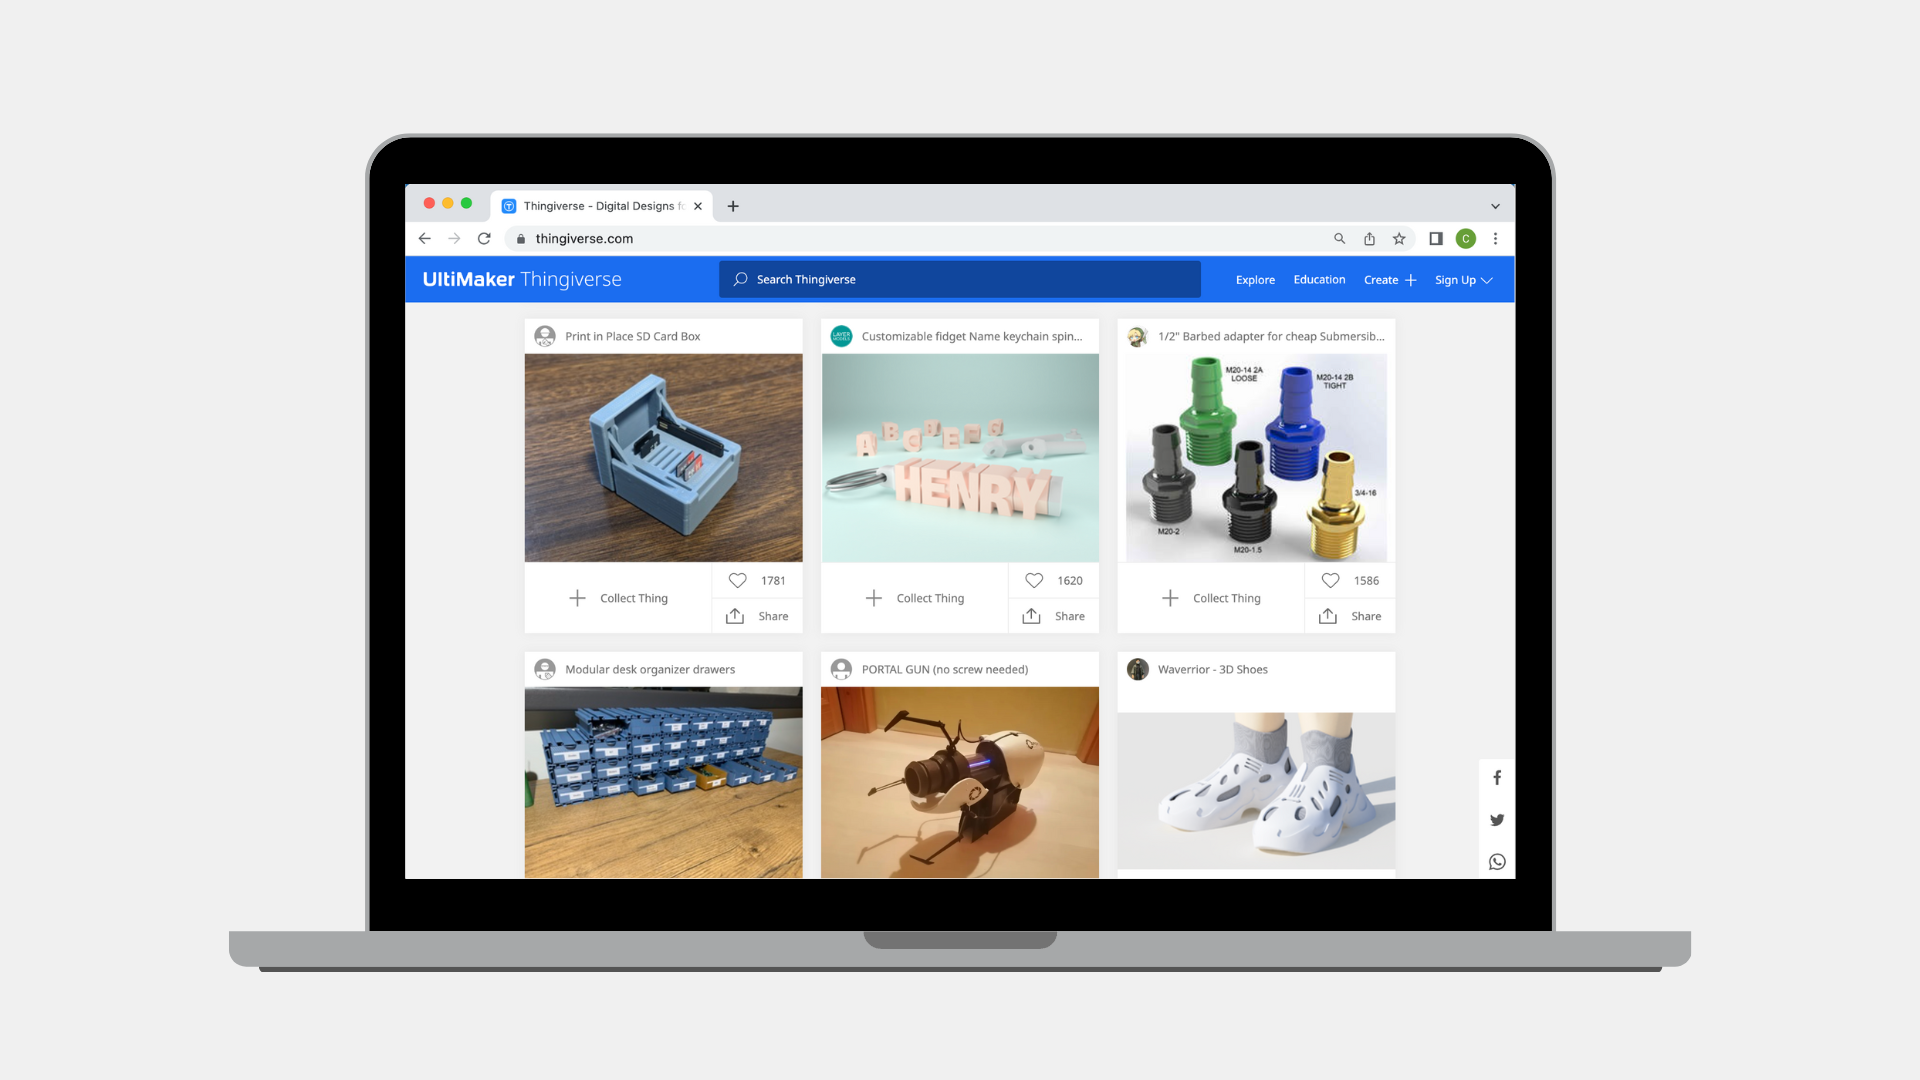 Thingiverse - Digital Designs fo
thingiverse.com
C
UltiMaker Thingiverse
Search Thingiverse
Explore
Education
Create
Sign Up
Print in Place SD Card Box
LAYER MODELS
Customizable fidget Name keychain spin...
1/2" Barbed adapter for cheap Submersib...
M20-14 2A
LOOSE
M20-14 2B
TIGHT
A B C D E
HENRY
3/4-16
M20-2
M20-1.5
Collect Thing
1781
Share
Collect Thing
1620
Share
Collect Thing
1586
Share
Modular desk organizer drawers
PORTAL GUN (no screw needed)
Waverrior - 3D Shoes